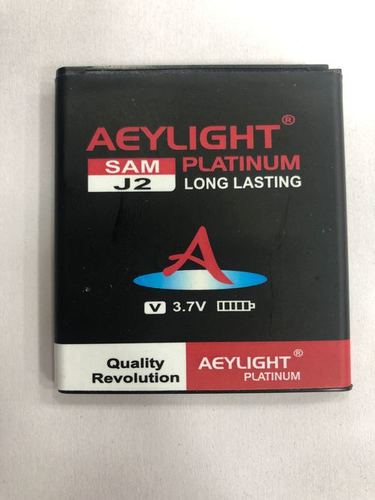 AEYLIGHT®
SAM PLATINUM
J2 LONG LASTING
A
V 3.7V
Quality AEYLIGHT®
Revolution PLATINUM